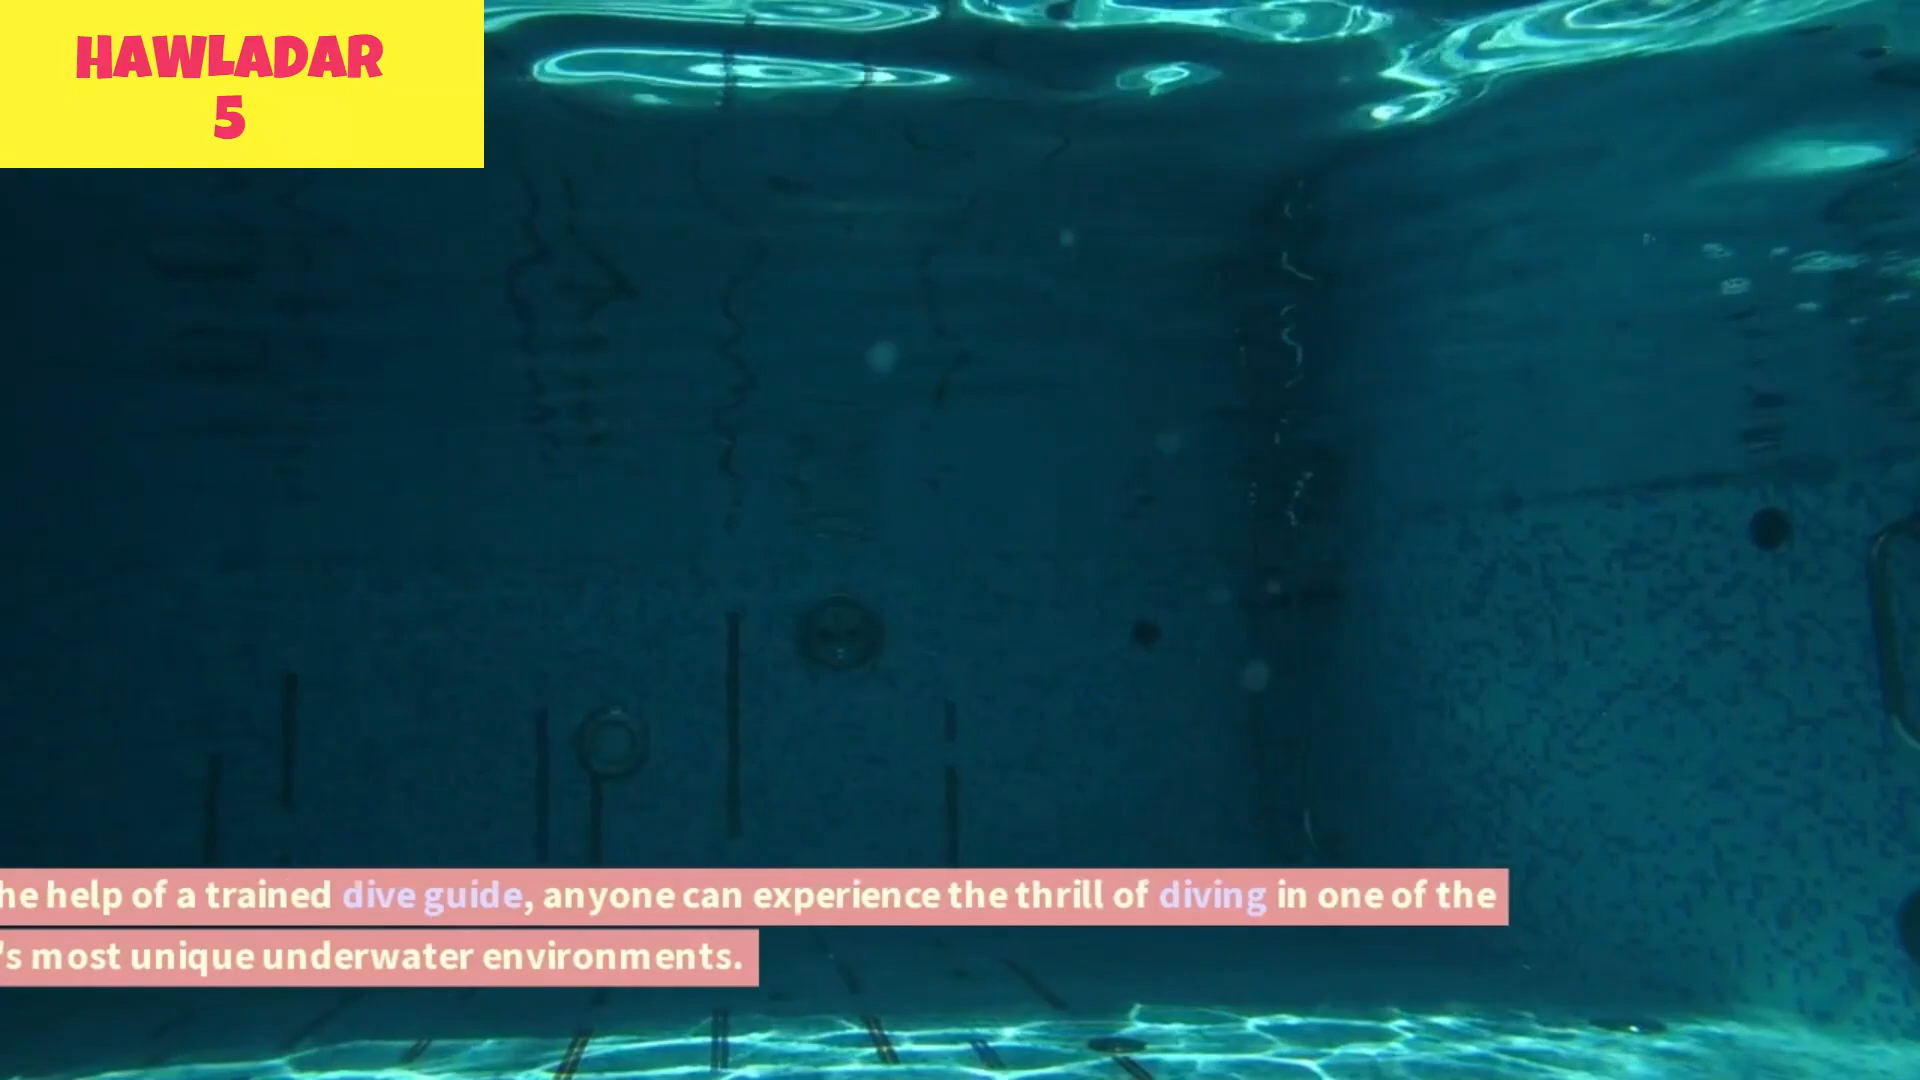 HAWLADAR
5
he help of a trained dive guide, anyone can experience the thrill of diving in one of the
's most unique underwater environments.